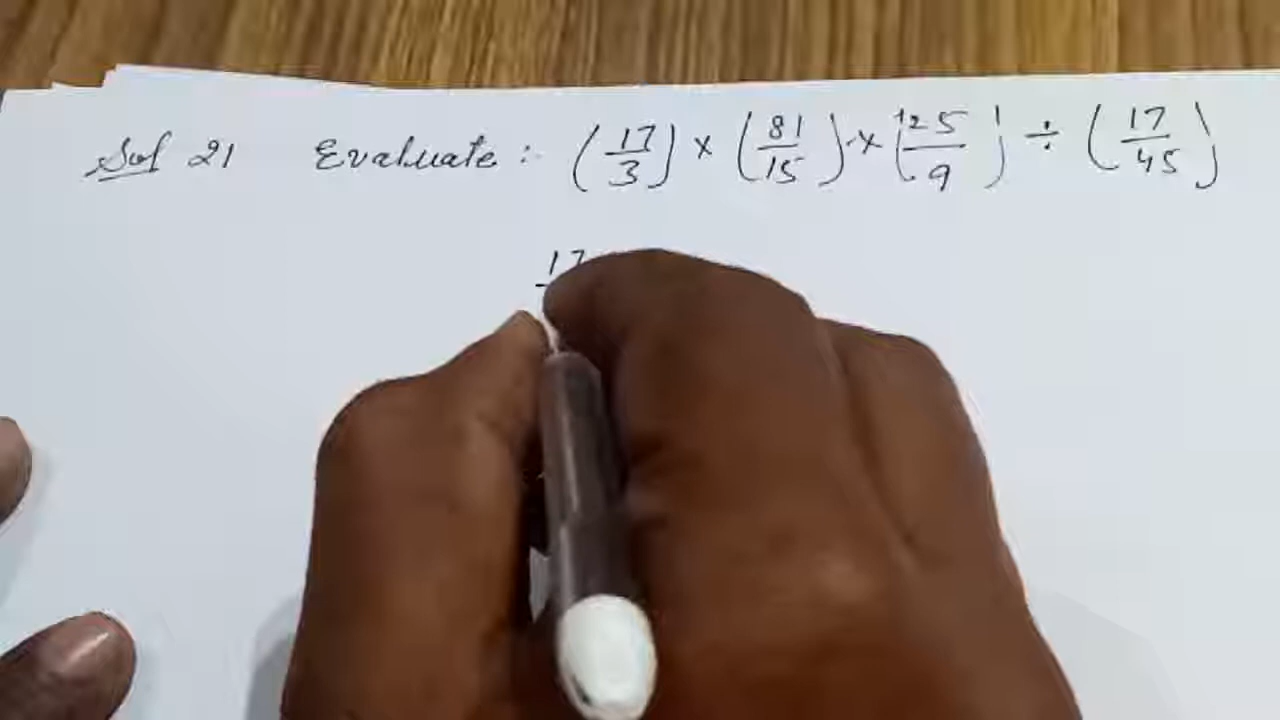 Sol 21 Evaluate :- (17/3) × (81/15) × (125/9) ÷ (17/45)
17